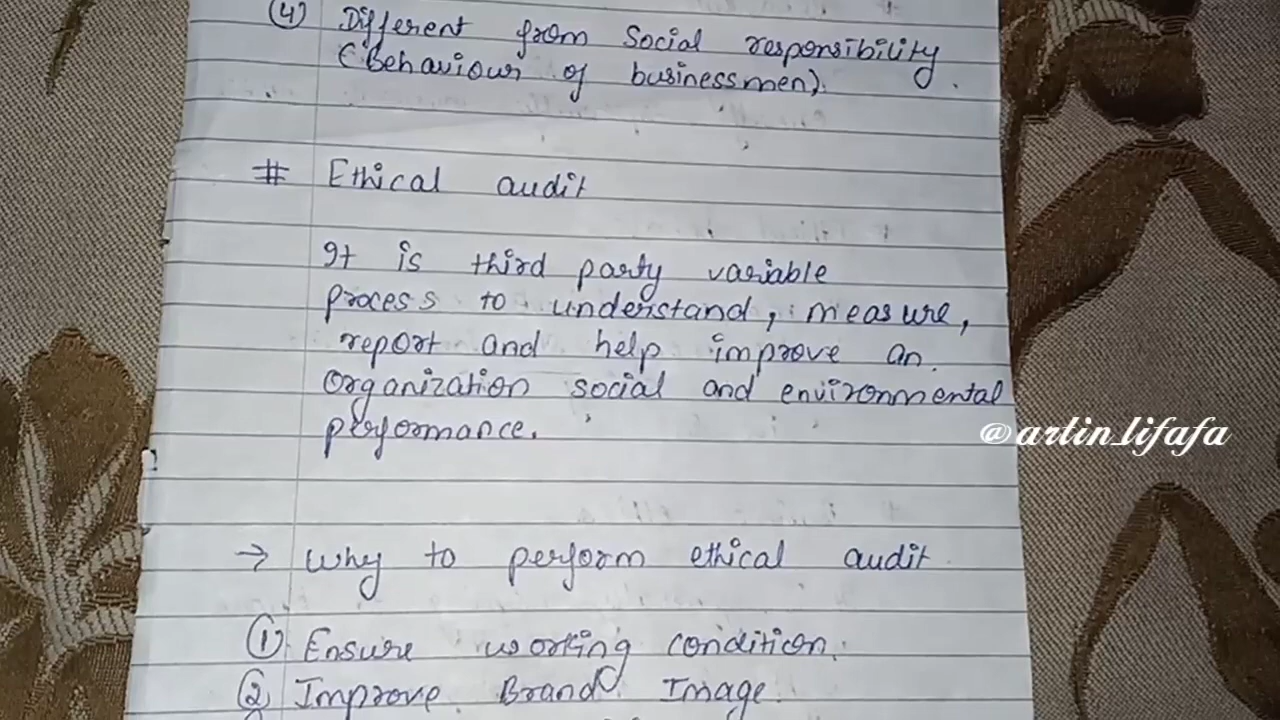 (4) Different from Social responsibility
(Behaviour of businessmen).
# Ethical audit
It is third party variable
process to understand, measure,
report and help improve an
organization social and environmental
performance.
@artin_lifafa
→ Why to perform ethical audit
(1) Ensure working condition.
(2) Improve Brand Image.